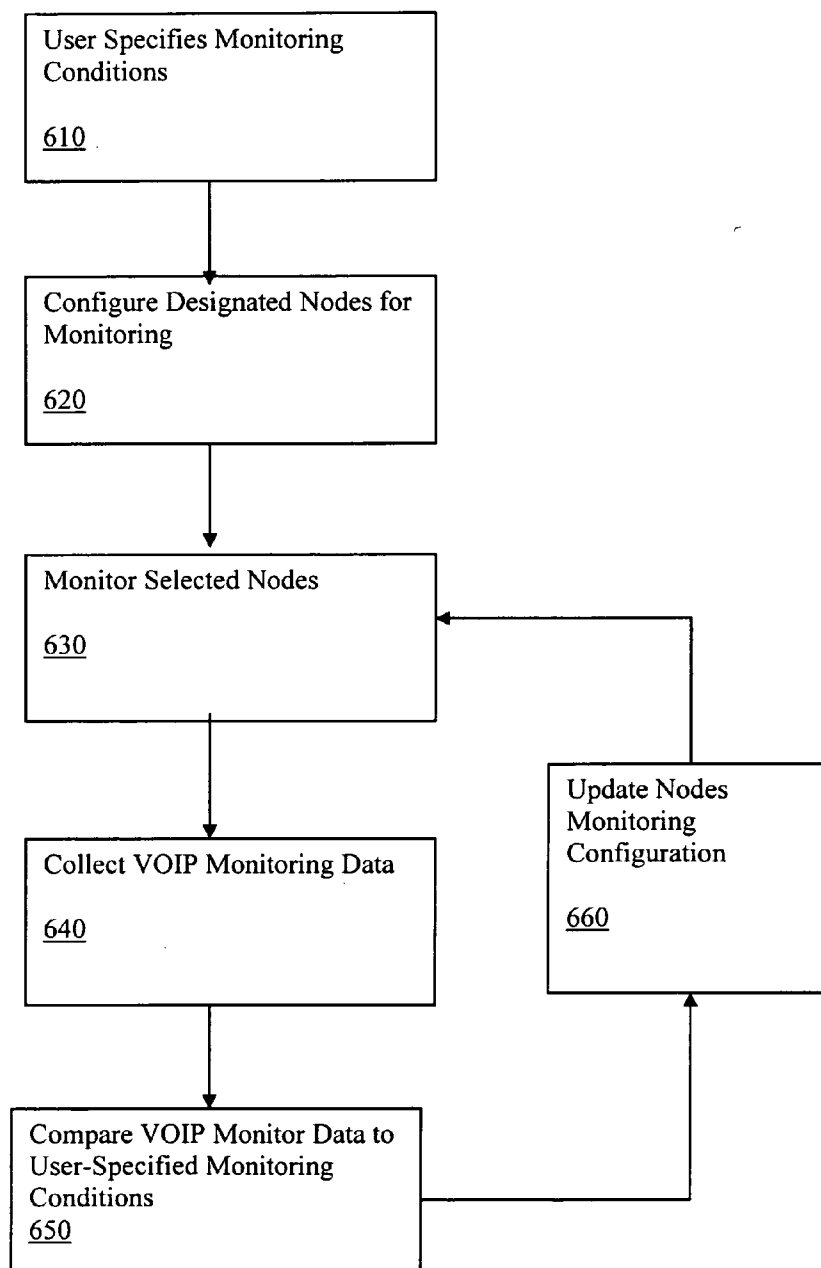 User Specifies Monitoring
Conditions
610
Configure Designated Nodes for
Monitoring
620
Monitor Selected Nodes
630
Collect VOIP Monitoring Data
640
Compare VOIP Monitor Data to
User-Specified Monitoring
Conditions
650
Update Nodes
Monitoring
Configuration
660